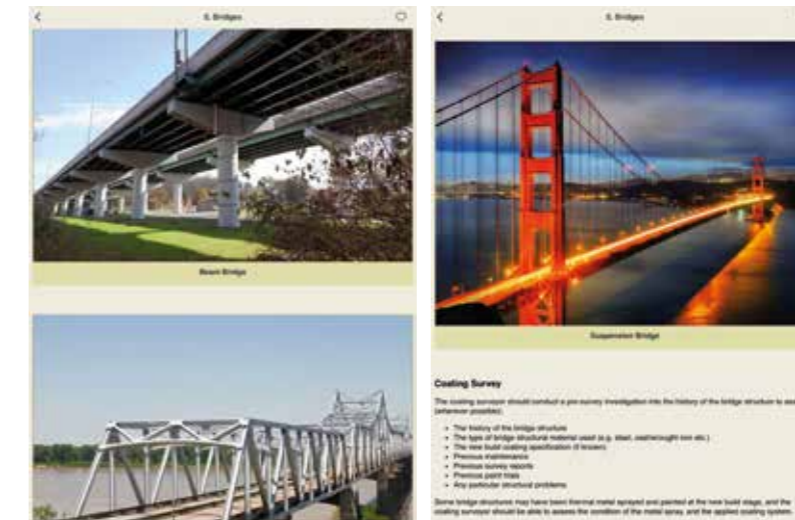 5. Bridges
Beam Bridge
5. Bridges
Suspension Bridge
Coating Survey
The coating surveyor should conduct a pre-survey investigation into the history of the bridge structure to
(wherever possible):
• The history of the bridge structure
• The type of bridge structural material used (e.g. steel, cast/wrought iron etc.)
• The new build coating specification (if known)
• Previous maintenance
• Previous survey reports
• Previous paint trials
• Any particular structural problems
Some bridge structures may have been thermal metal sprayed and painted at the new build stage, and the
coating surveyor should be able to assess the condition of the metal spray, and the applied coating system.